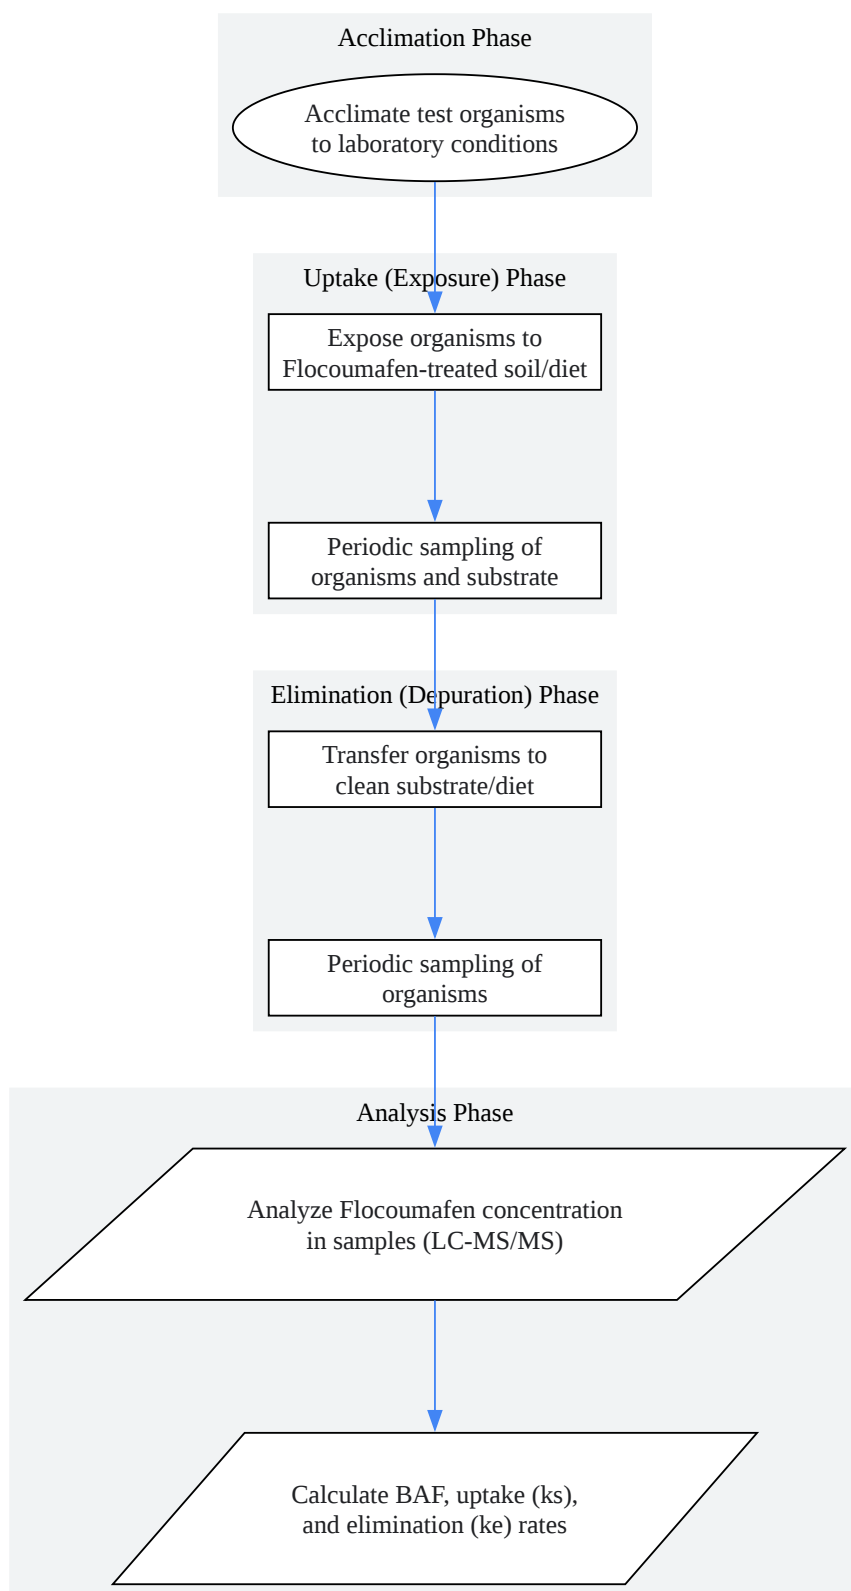 Acclimation Phase
Acclimate test organisms
to laboratory conditions
Uptake (Exposure) Phase
Expose organisms to
Flocoumafen-treated soil/diet
Periodic sampling of
organisms and substrate
Elimination (Depuration) Phase
Transfer organisms to
clean substrate/diet
Periodic sampling of
organisms
Analysis Phase
Analyze Flocoumafen concentration
in samples (LC-MS/MS)
Calculate BAF, uptake (ks),
and elimination (ke) rates